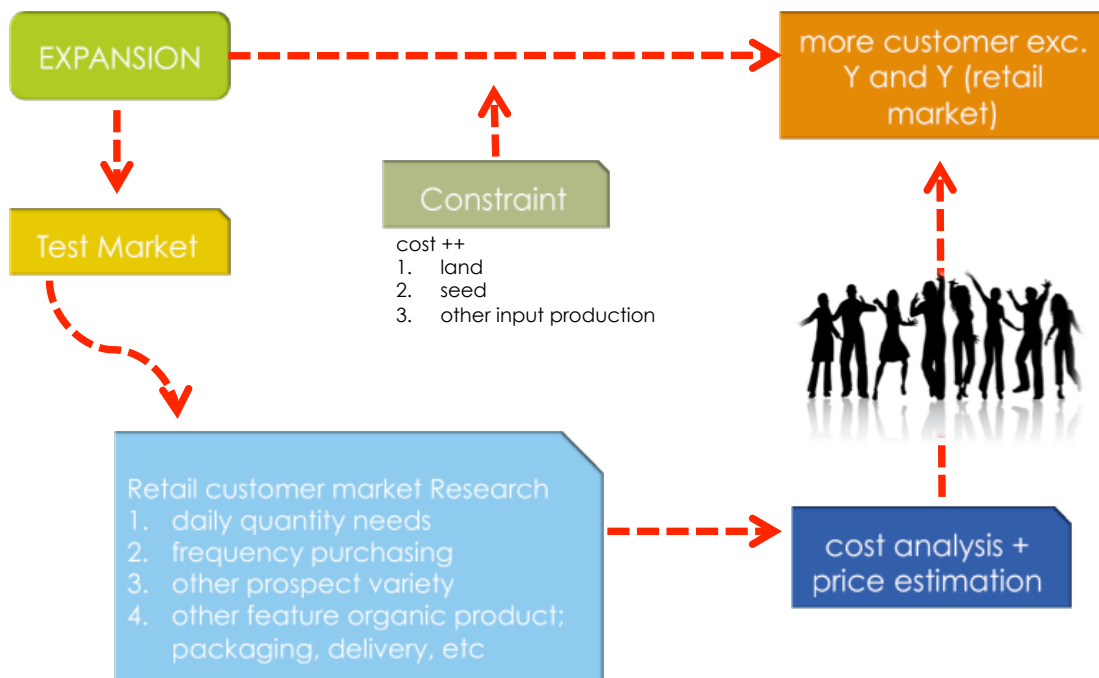 EXPANSION
more customer exc.
Y and Y (retail
market)
Constraint
cost ++
1. land
2. seed
3. other input production
Test Market
Retail customer market Research
1. daily quantity needs
2. frequency purchasing
3. other prospect variety
4. other feature organic product;
packaging, delivery, etc
cost analysis +
price estimation